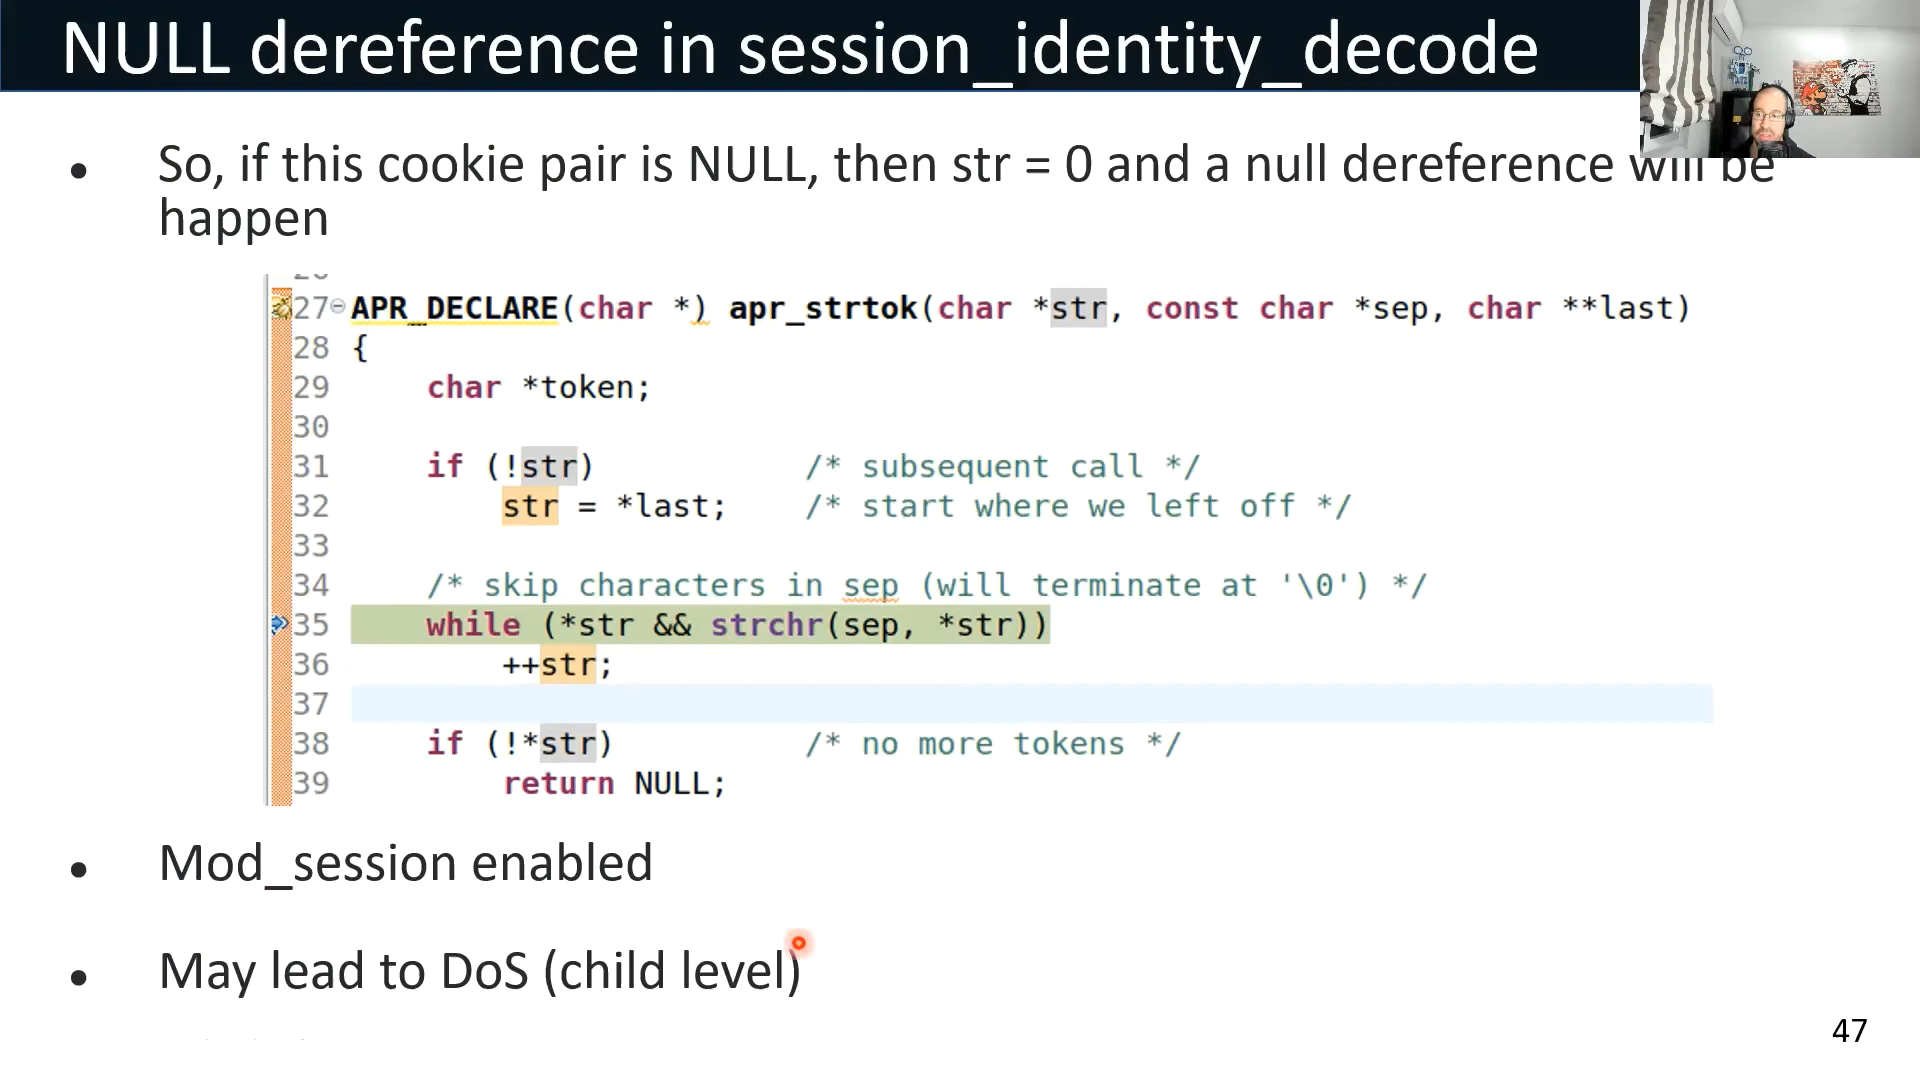 NULL dereference in session_identity_decode
• So, if this cookie pair is NULL, then str = 0 and a null dereference will be
happen
27 APR_DECLARE(char *) apr_strtok(char *str, const char *sep, char **last)
28 {
29     char *token;
30
31     if (!str)           /* subsequent call */
32         str = *last;    /* start where we left off */
33
34     /* skip characters in sep (will terminate at '\0') */
35     while (*str && strchr(sep, *str))
36         ++str;
37
38     if (!*str)          /* no more tokens */
39         return NULL;
• Mod_session enabled
• May lead to DoS (child level)
47